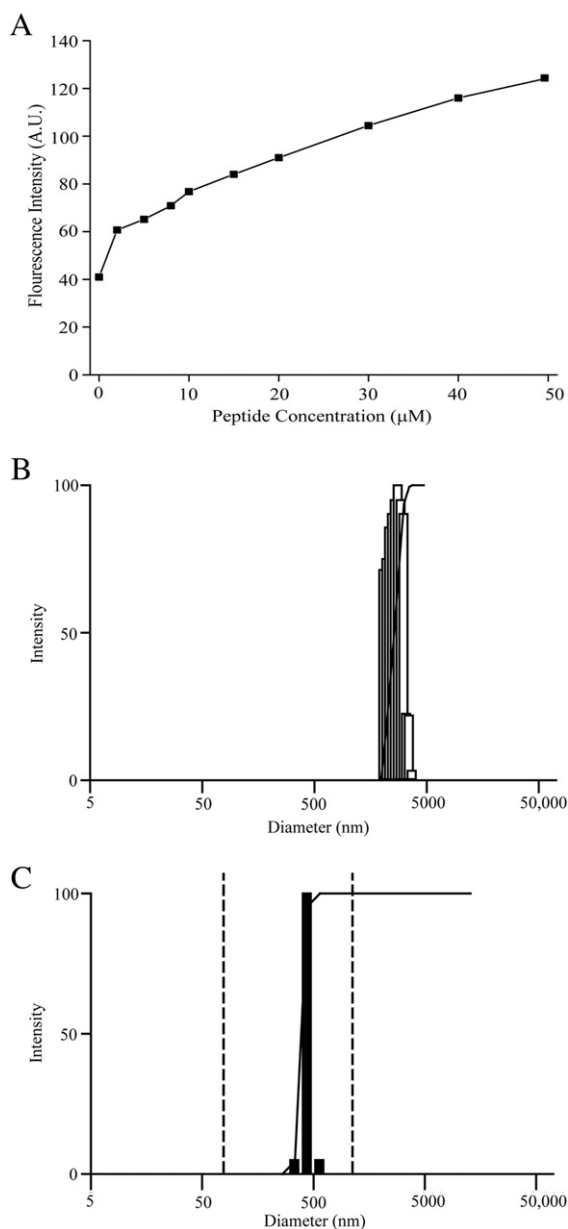 A
140
120
100
80
60
40
20
0
Flourescence Intensity (A.U.)
0 10 20 30 40 50
Peptide Concentration (μM)
B
100
50
0
Intensity
5 50 500 5000 50,000
Diameter (nm)
C
100
50
0
Intensity
5 50 500 5000 50,000
Diameter (nm)